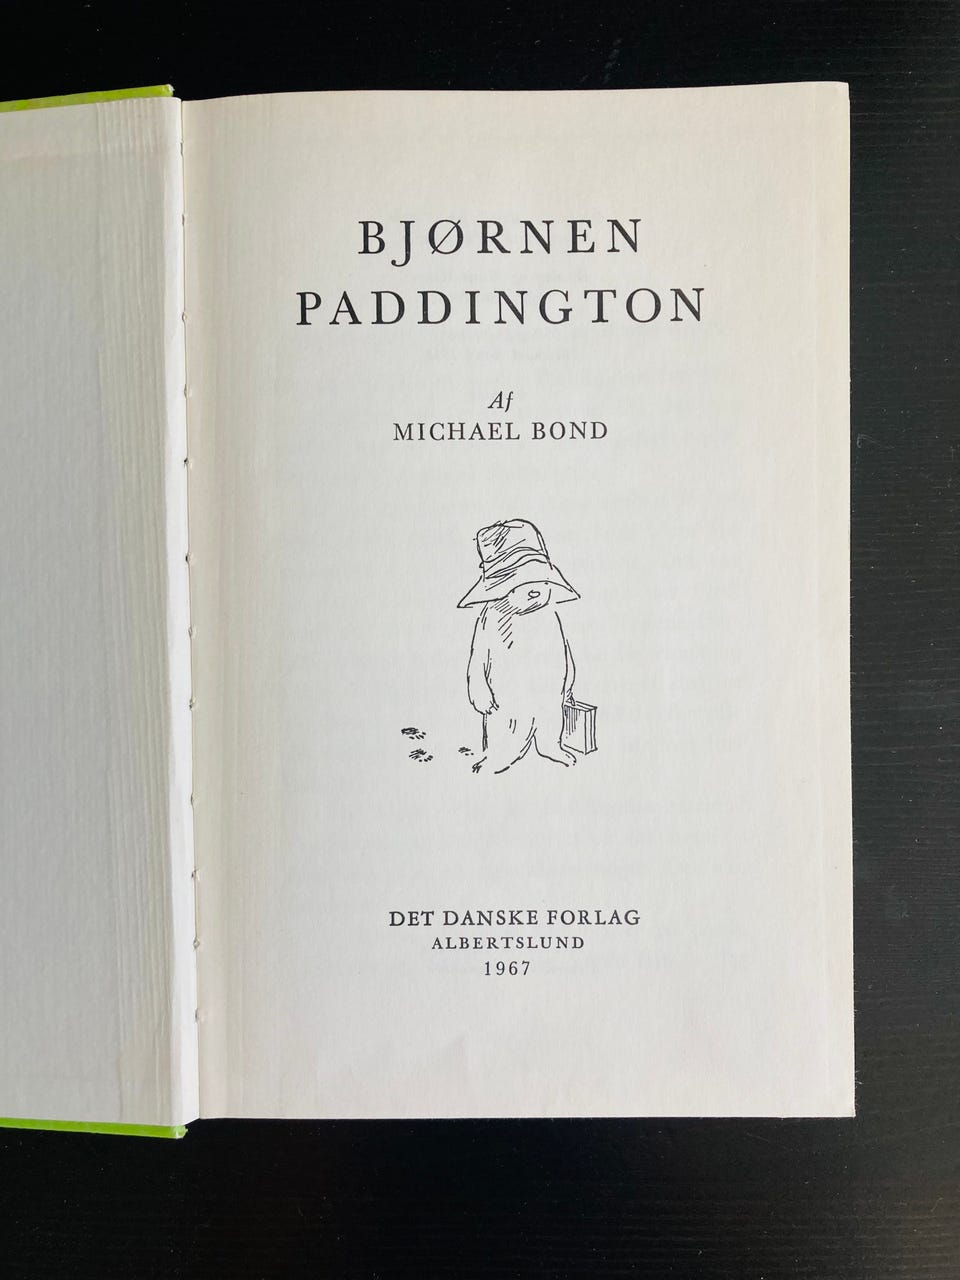 BJØRNEN
PADDINGTON
Af
MICHAEL BOND
DET DANSKE FORLAG
ALBERTSLUND
1967